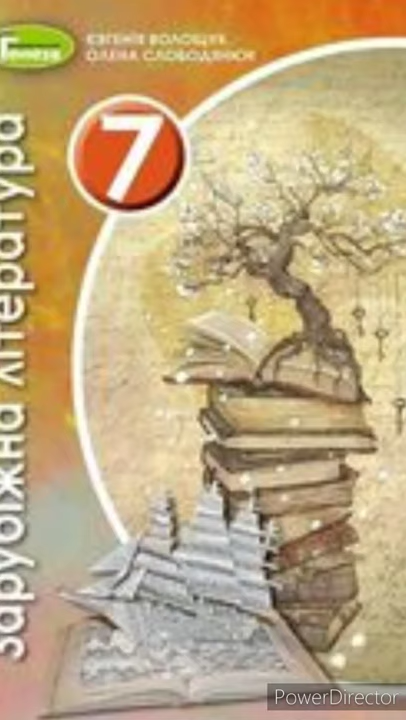 Генеза
ЄВГЕНІЯ ВОЛОЩУК
ОЛЕНА СЛОБОДЯНЮК
7
Зарубіжна література
PowerDirector